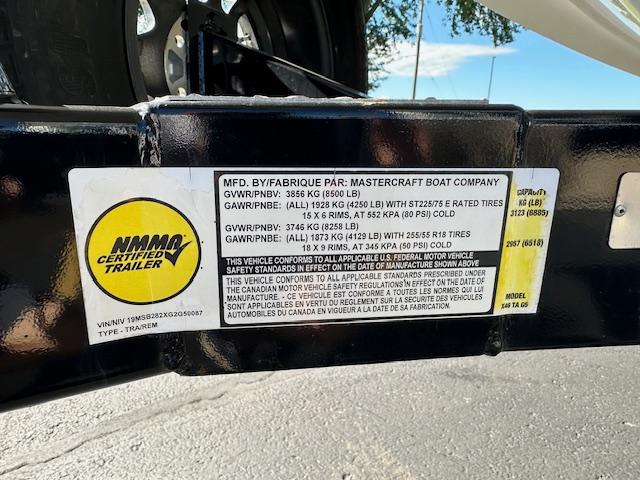 NMMA
CERTIFIED
TRAILER
VIN/NIV 19MSB282XG2G50087
TYPE - TRA/REM
MFD. BY/FABRIQUE PAR: MASTERCRAFT BOAT COMPANY
GVWR/PNBV: 3856 KG (8500 LB)
GAWR/PNBE: (ALL) 1928 KG (4250 LB) WITH ST225/75 E RATED TIRES
15 X 6 RIMS, AT 552 KPA (80 PSI) COLD
GVWR/PNBV: 3746 KG (8258 LB)
GAWR/PNBE: (ALL) 1873 KG (4129 LB) WITH 255/55 R18 TIRES
18 X 9 RIMS, AT 345 KPA (50 PSI) COLD
THIS VEHICLE CONFORMS TO ALL APPLICABLE U.S. FEDERAL MOTOR VEHICLE
SAFETY STANDARDS IN EFFECT ON THE DATE OF MANUFACTURE SHOWN ABOVE
THIS VEHICLE CONFORMS TO ALL APPLICABLE STANDARDS PRESCRIBED UNDER
THE CANADIAN MOTOR VEHICLE SAFETY REGULATIONS IN EFFECT ON THE DATE OF
MANUFACTURE. - CE VEHICULE EST CONFORME A TOUTES LES NORMES QUI LUI
SONT APPLICABLES EN VERTU DU REGLEMENT SUR LA SECURITE DES VEHICULES
AUTOMOBILES DU CANADA EN VIGUEUR A LA DATE DE SA FABRICATION.
CAPACITY
KG (LB)
3123 (6885)
2957 (6518)
MODEL
X46 TA G5